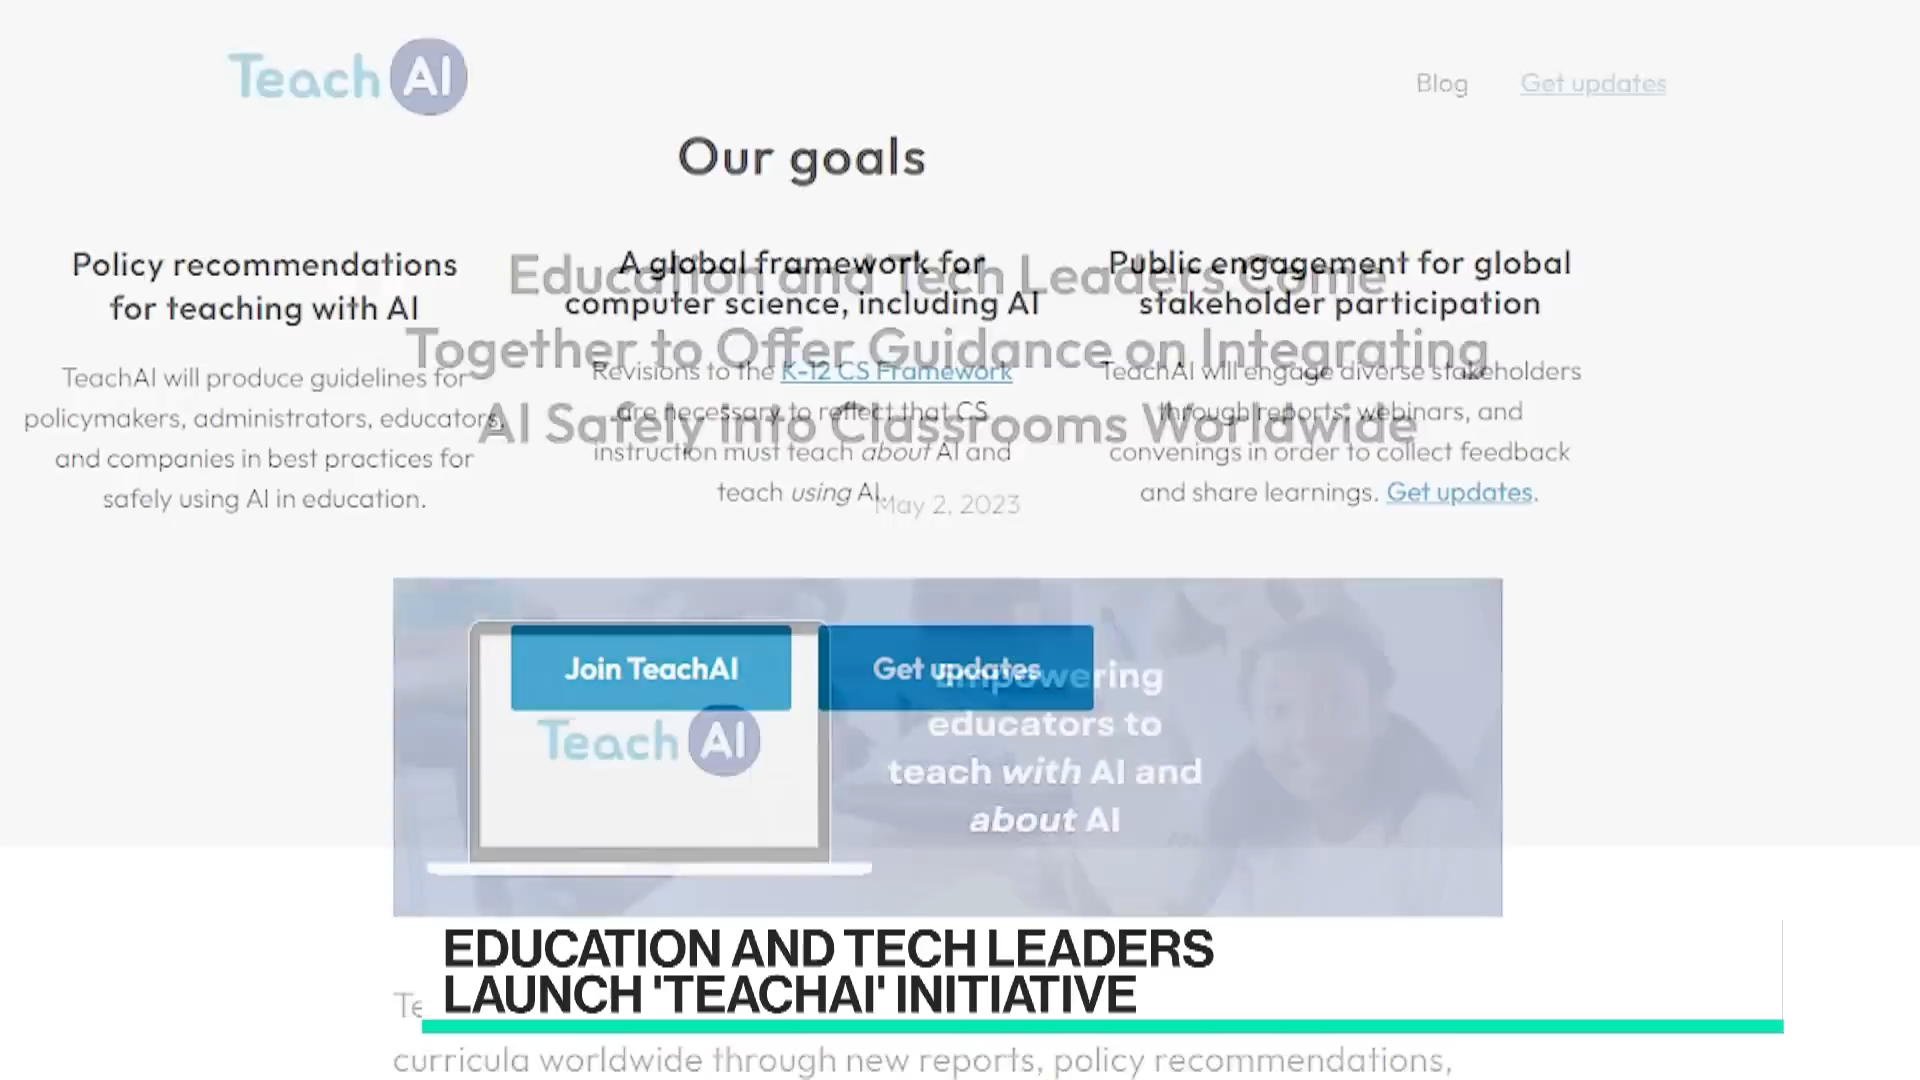 Teach AI
Blog
Get updates
Our goals
Policy recommendations
for teaching with AI
TeachAI will produce guidelines for
policymakers, administrators, educators,
and companies in best practices for
safely using AI in education.
A global framework for
computer science, including AI
Revisions to the K-12 CS Framework
are necessary to reflect that CS
instruction must teach about AI and
teach using AI.
Public engagement for global
stakeholder participation
TeachAI will engage diverse stakeholders
through reports, webinars, and
convenings in order to collect feedback
and share learnings. Get updates.
Education and Tech Leaders Come
Together to Offer Guidance on Integrating
AI Safely into Classrooms Worldwide
May 2, 2023
Join TeachAI
Get updates
Teach AI
Empowering
educators to
teach with AI and
about AI
EDUCATION AND TECH LEADERS
LAUNCH 'TEACHAI' INITIATIVE
curricula worldwide through new reports, policy recommendations,